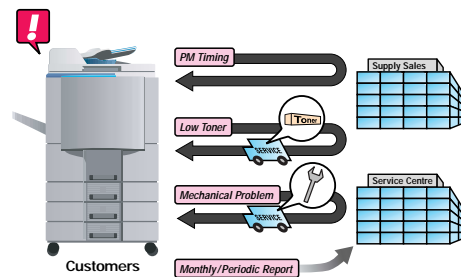 !
PM Timing
Supply Sales
Low Toner
Toner
SERVICE
Mechanical Problem
SERVICE
Service Centre
Customers
Monthly/Periodic Report